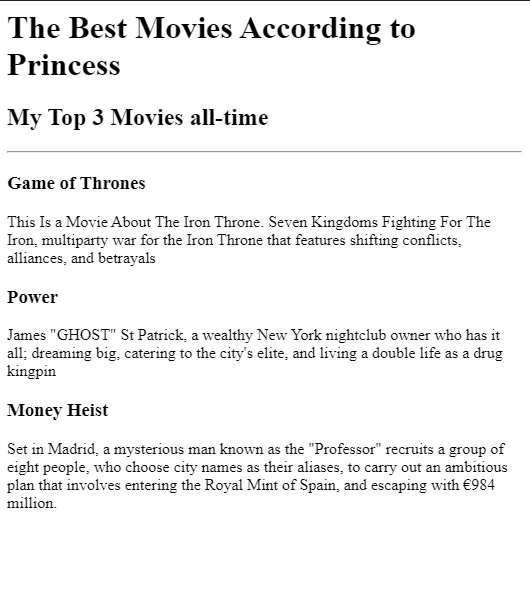 The Best Movies According to
Princess
My Top 3 Movies all-time
Game of Thrones
This Is a Movie About The Iron Throne. Seven Kingdoms Fighting For The
Iron, multiparty war for the Iron Throne that features shifting conflicts,
alliances, and betrayals
Power
James "GHOST" St Patrick, a wealthy New York nightclub owner who has it
all; dreaming big, catering to the city's elite, and living a double life as a drug
kingpin
Money Heist
Set in Madrid, a mysterious man known as the "Professor" recruits a group of
eight people, who choose city names as their aliases, to carry out an ambitious
plan that involves entering the Royal Mint of Spain, and escaping with €984
million.